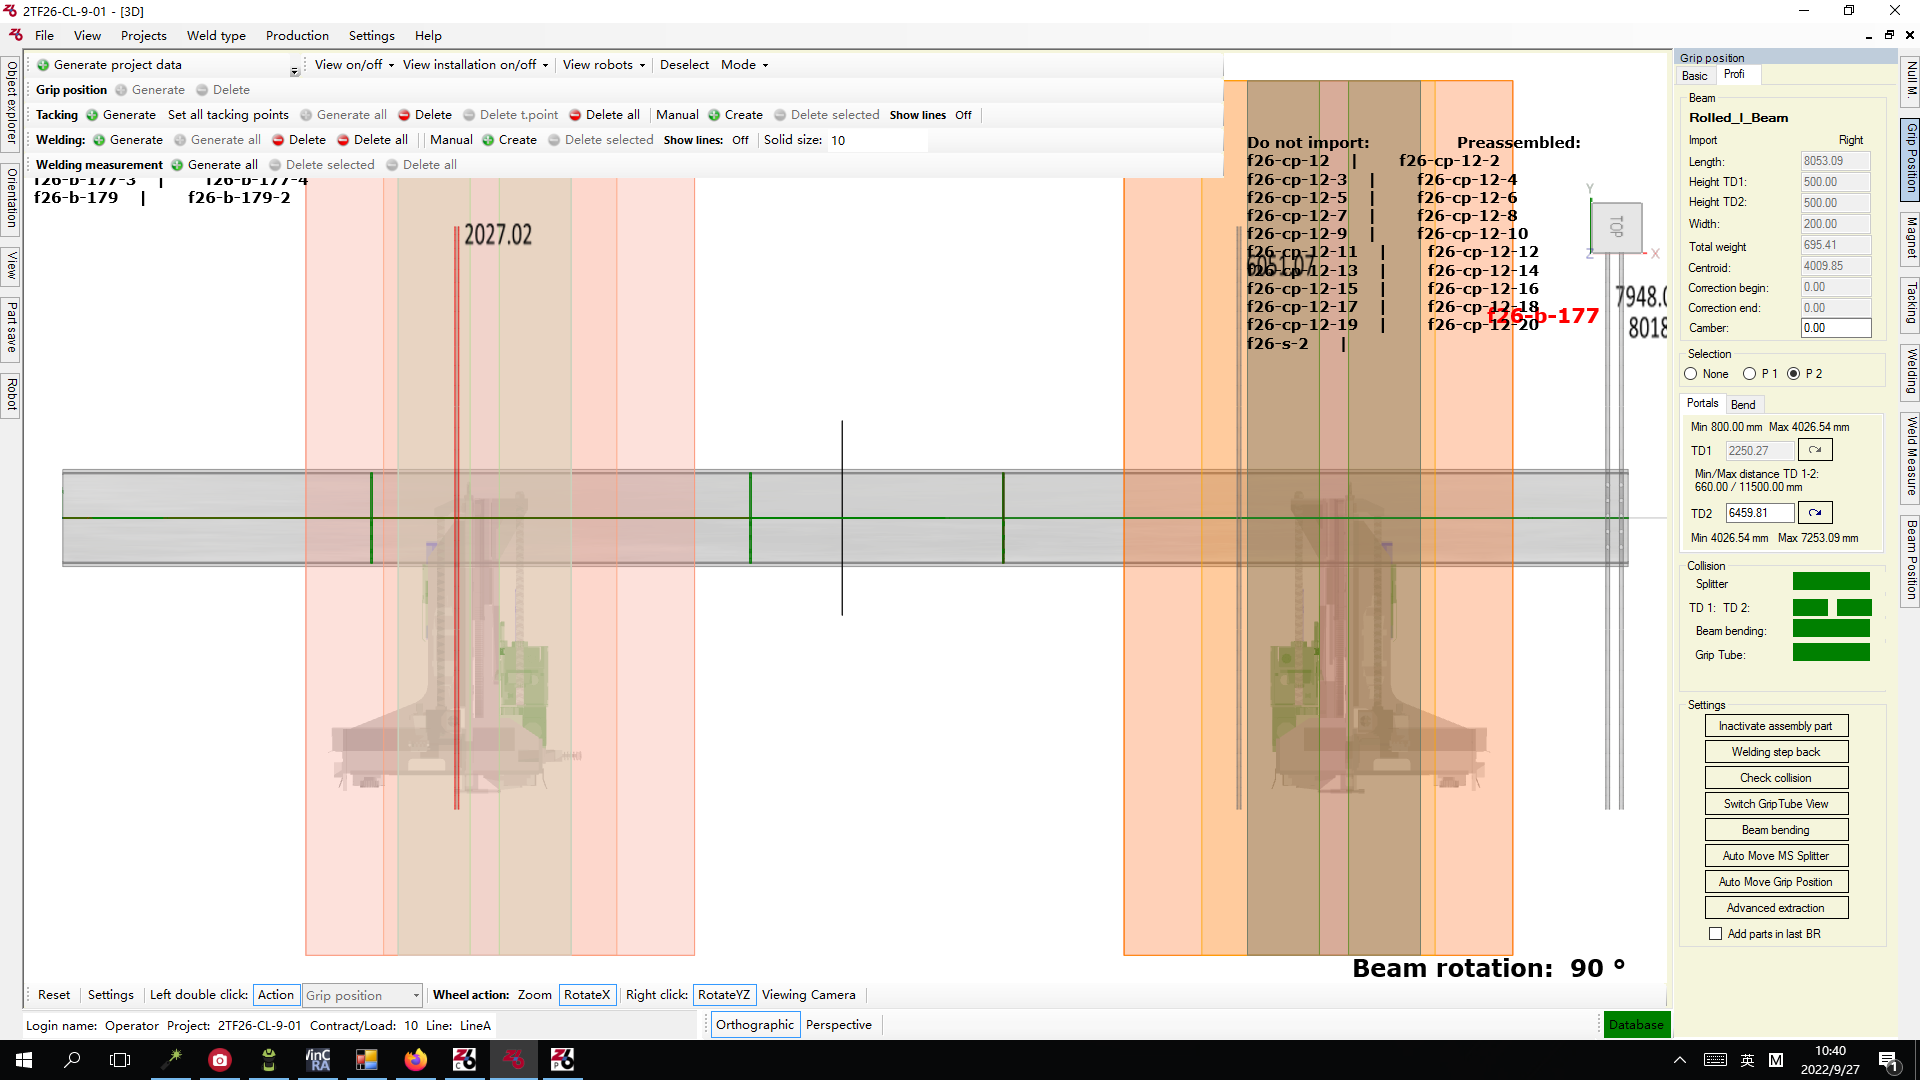 2TF26-CL-9-01 - [3D]
File View Projects Weld type Production Settings Help
Generate project data View on/off View installation on/off View robots Deselect Mode
Grip position Generate Delete
Tacking Generate Set all tacking points Generate all Delete Delete t.point Delete all Manual Create Delete selected Show lines Off
Welding: Generate Generate all Delete Delete all Manual Create Delete selected Show lines: Off Solid size: 10
Welding measurement Generate all Delete selected Delete all
f26-b-177-3 | f26-b-177-4
f26-b-179 | f26-b-179-2
Object explorer
Orientation
View
Part save
Robot
2027.02
Do not import: Preassembled:
f26-cp-12 | f26-cp-12-2
f26-cp-12-3 | f26-cp-12-4
f26-cp-12-5 | f26-cp-12-6
f26-cp-12-7 | f26-cp-12-8
f26-cp-12-9 | f26-cp-12-10
f26-cp-12-11 | f26-cp-12-12
f26-cp-12-13 | f26-cp-12-14
f26-cp-12-15 | f26-cp-12-16
f26-cp-12-17 | f26-cp-12-18
f26-cp-12-19 | f26-cp-12-20
f26-s-2 |
6051.07
f26-b-177
Y
TOP
Z X
7948.0
8018
Beam rotation: 90 °
Grip position
Basic Profi
Beam
Rolled_I_Beam
Import Right
Length: 8053.09
Height TD1: 500.00
Height TD2: 500.00
Width: 200.00
Total weight 695.41
Centroid: 4009.85
Correction begin: 0.00
Correction end: 0.00
Camber: 0.00
Selection
None P 1 P 2
Portals Bend
Min 800.00 mm Max 4026.54 mm
TD1 2250.27
Min/Max distance TD 1-2:
660.00 / 11500.00 mm
TD2 6459.81
Min 4026.54 mm Max 7253.09 mm
Collision
Splitter
TD 1: TD 2:
Beam bending:
Grip Tube:
Settings
Inactivate assembly part
Welding step back
Check collision
Switch GripTube View
Beam bending
Auto Move MS Splitter
Auto Move Grip Position
Advanced extraction
Add parts in last BR
Null M.
Grip Position
Magnet
Tacking
Welding
Weld Measure
Beam Position
Reset Settings Left double click: Action Grip position Wheel action: Zoom RotateX Right click: RotateYZ Viewing Camera
Login name: Operator Project: 2TF26-CL-9-01 Contract/Load: 10 Line: LineA Orthographic Perspective Database
英 M 10:40
2022/9/27
1